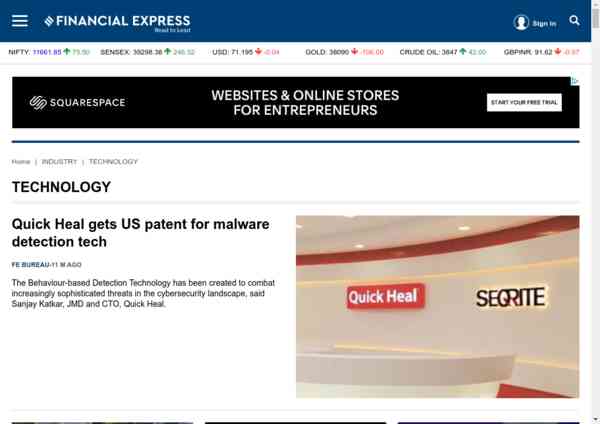 FINANCIAL EXPRESS
Read to Lead
Sign in
NIFTY: 11661.85 75.50 SENSEX: 39298.38 246.32 USD: 71.195 -0.04 GOLD: 38090 -106.00 CRUDE OIL: 3847 43.00 GBPINR: 91.62 -0.97
SQUARESPACE
WEBSITES & ONLINE STORES
FOR ENTREPRENEURS
START YOUR FREE TRIAL
Home | INDUSTRY | TECHNOLOGY
TECHNOLOGY
Quick Heal gets US patent for malware
detection tech
FE BUREAU-11 M AGO
The Behaviour-based Detection Technology has been created to combat
increasingly sophisticated threats in the cybersecurity landscape, said
Sanjay Katkar, JMD and CTO, Quick Heal.
Quick Heal
SEQRITE